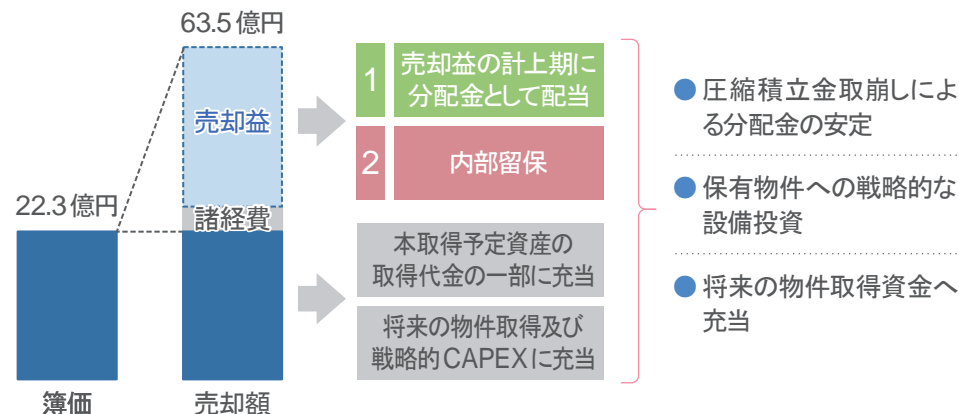 63.5億円
22.3億円
売却益
諸経費
簿価
売却額
1
売却益の計上期に
分配金として配当
2
内部留保
本取得予定資産の
取得代金の一部に充当
将来の物件取得及び
戦略的CAPEXに充当
● 圧縮積立金取崩しによ
る分配金の安定
● 保有物件への戦略的な
設備投資
● 将来の物件取得資金へ
充当